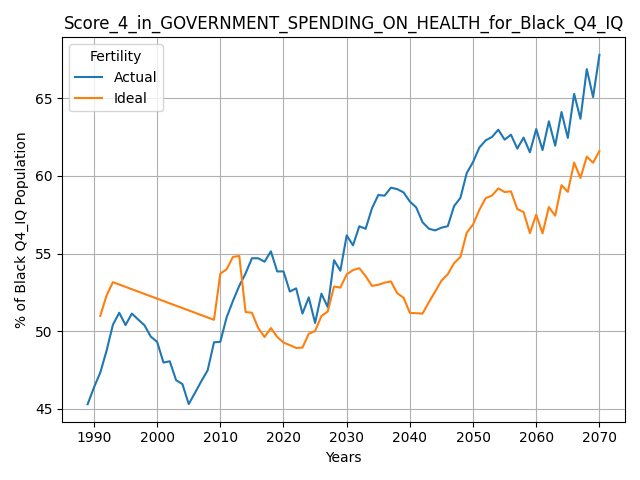 Score_4_in_GOVERNMENT_SPENDING_ON_HEALTH_for_Black_Q4_IQ
Fertility
Actual
Ideal
% of Black Q4_IQ Population
65
60
55
50
45
1990 2000 2010 2020 2030 2040 2050 2060 2070
Years